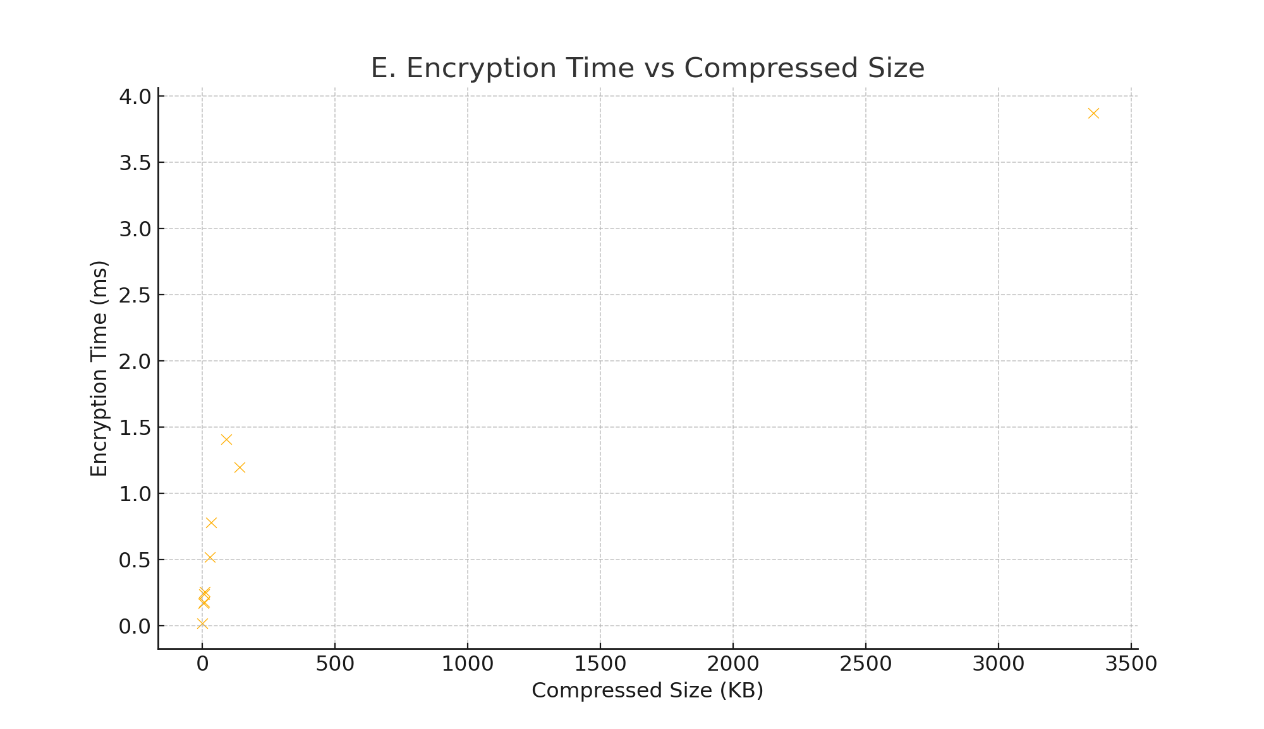 E. Encryption Time vs Compressed Size
4.0
3.5
3.0
2.5
2.0
1.5
1.0
0.5
0.0
Encryption Time (ms)
0 500 1000 1500 2000 2500 3000 3500
Compressed Size (KB)